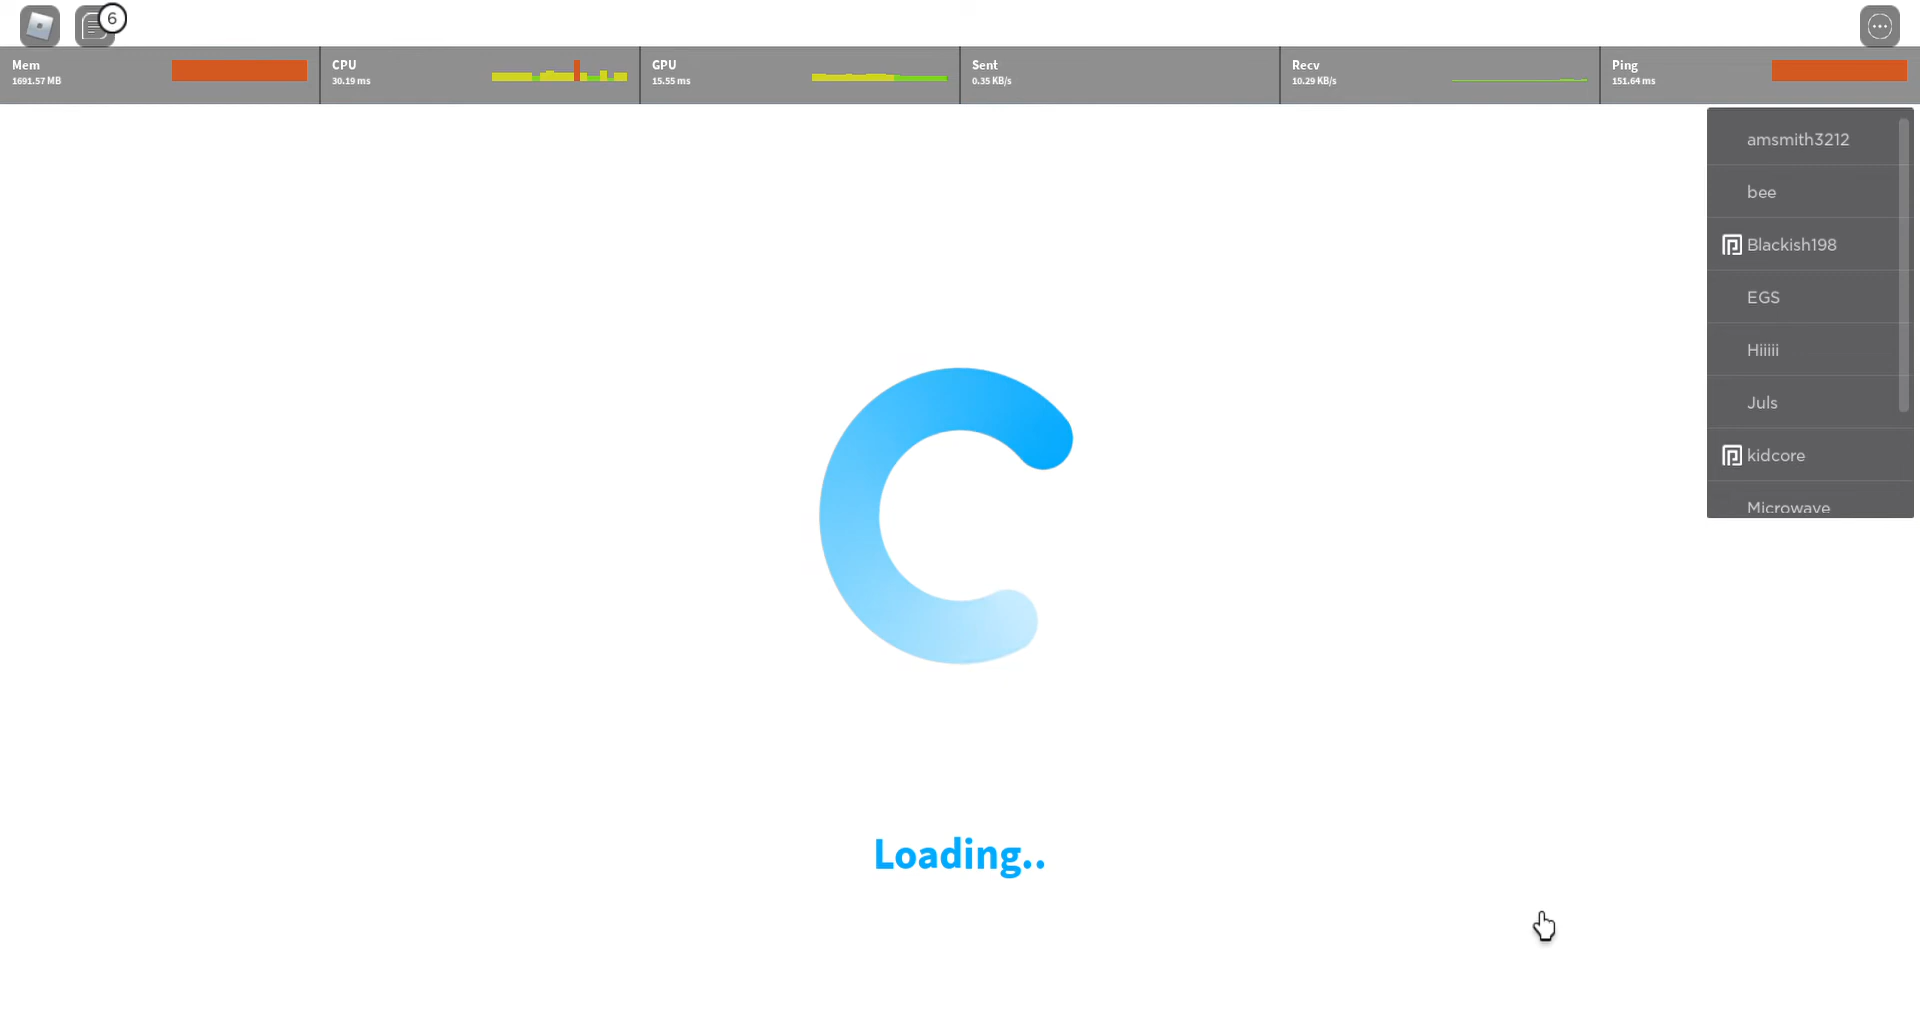 6
Mem
1691.57 MB
CPU
30.19 ms
GPU
15.55 ms
Sent
0.35 KB/s
Recv
10.29 KB/s
Ping
151.64 ms
amsmith3212
bee
Blackish198
EGS
Hiiiii
Juls
kidcore
Microwave
Loading..